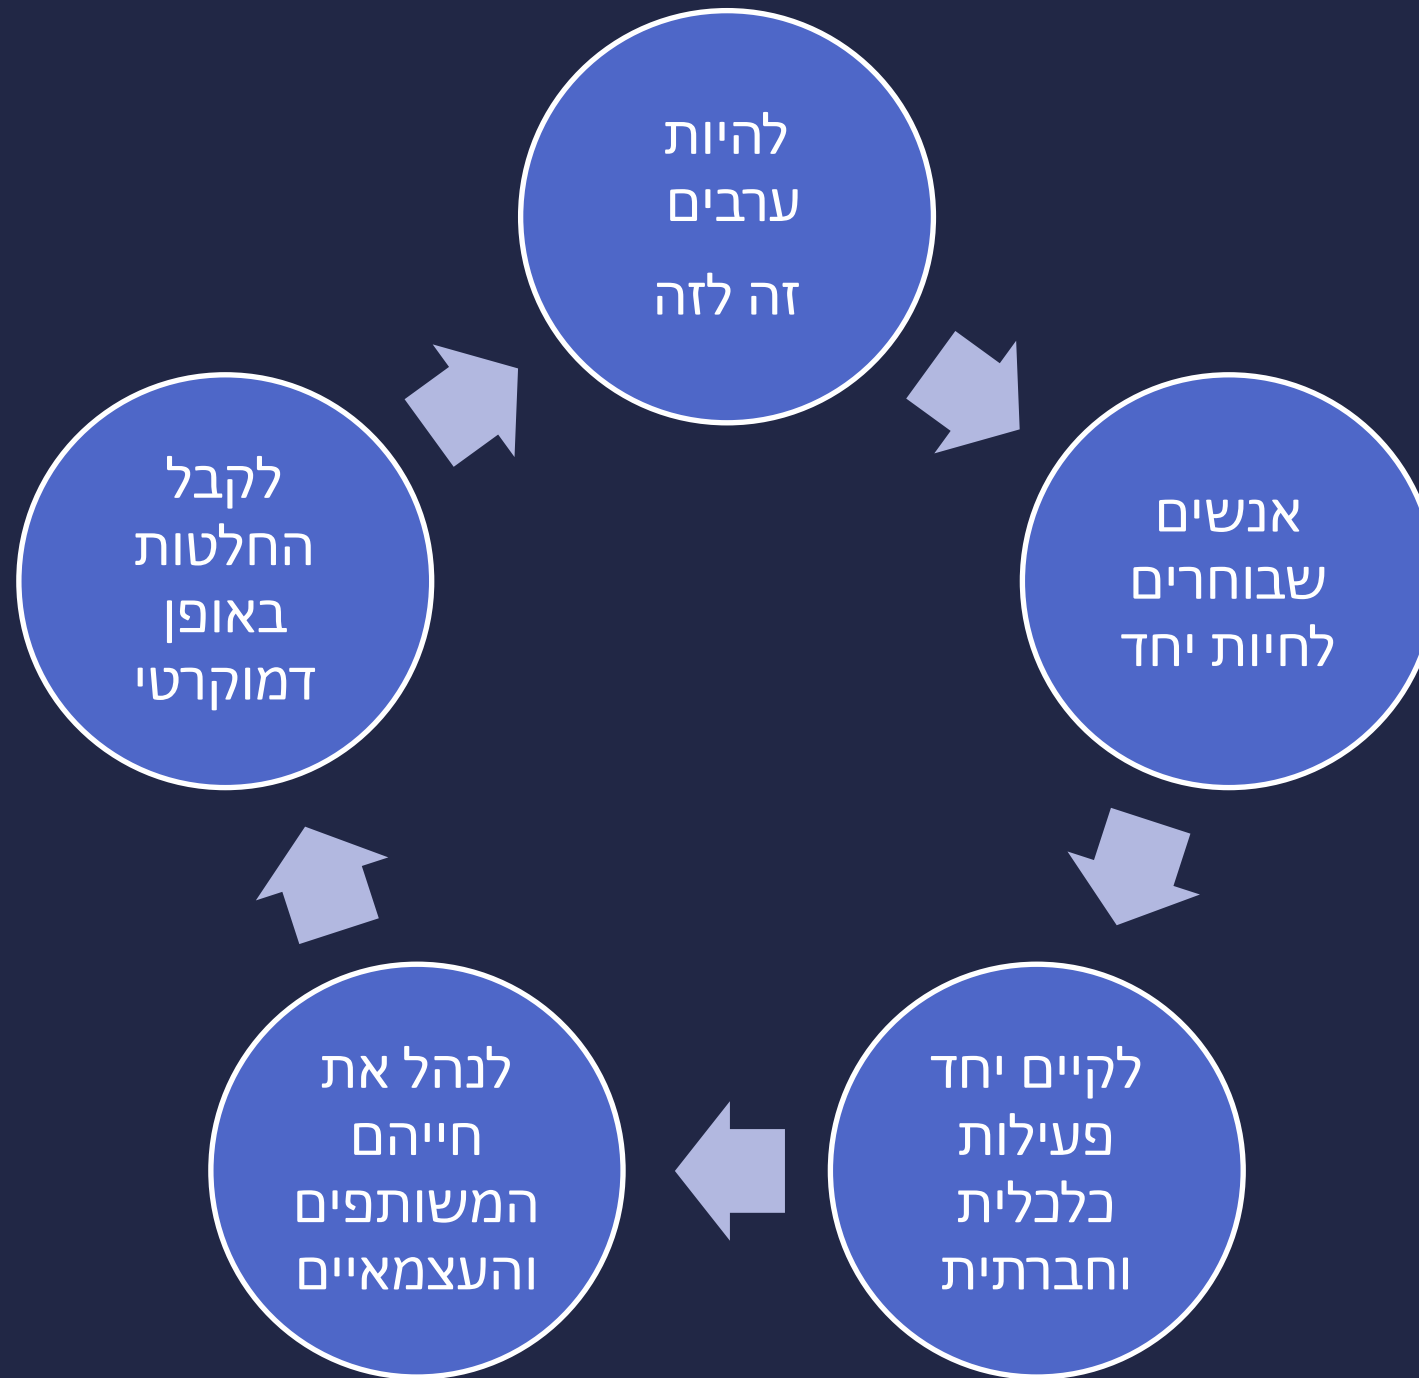 להיות
ערבים
זה לזה
אנשים
שבוחרים
לחיות יחד
לקיים יחד
פעילות
כלכלית
וחברתית
לנהל את
חייהם
המשותפים
והעצמאיים
לקבל
החלטות
באופן
דמוקרטי